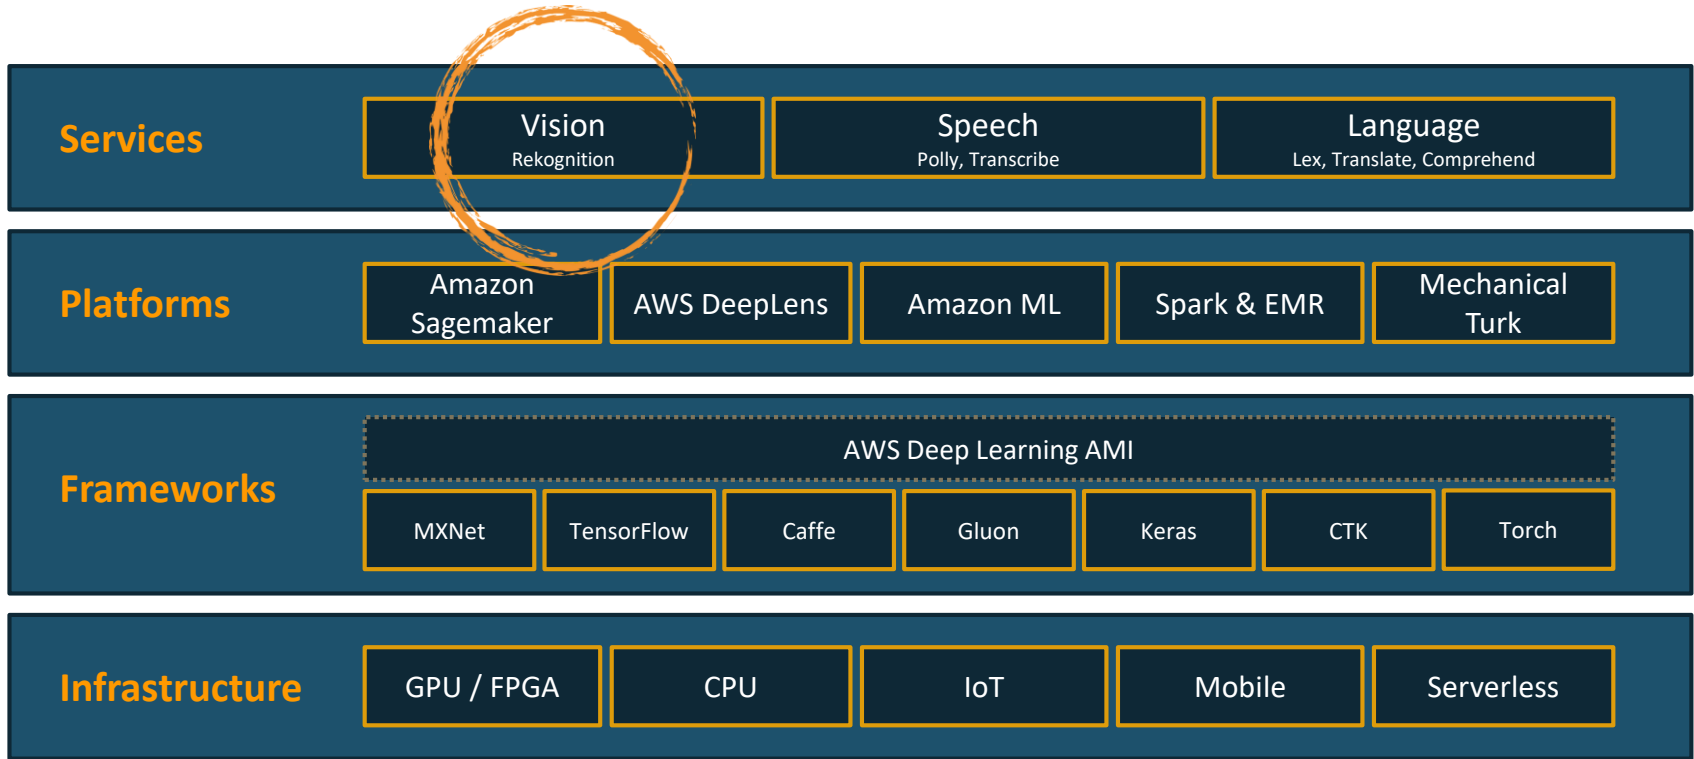 Services
Vision
Rekognition
Speech
Polly, Transcribe
Language
Lex, Translate, Comprehend
Platforms
Amazon
Sagemaker
AWS DeepLens
Amazon ML
Spark & EMR
Mechanical
Turk
Frameworks
AWS Deep Learning AMI
MXNet
TensorFlow
Caffe
Gluon
Keras
CTK
Torch
Infrastructure
GPU / FPGA
CPU
IoT
Mobile
Serverless